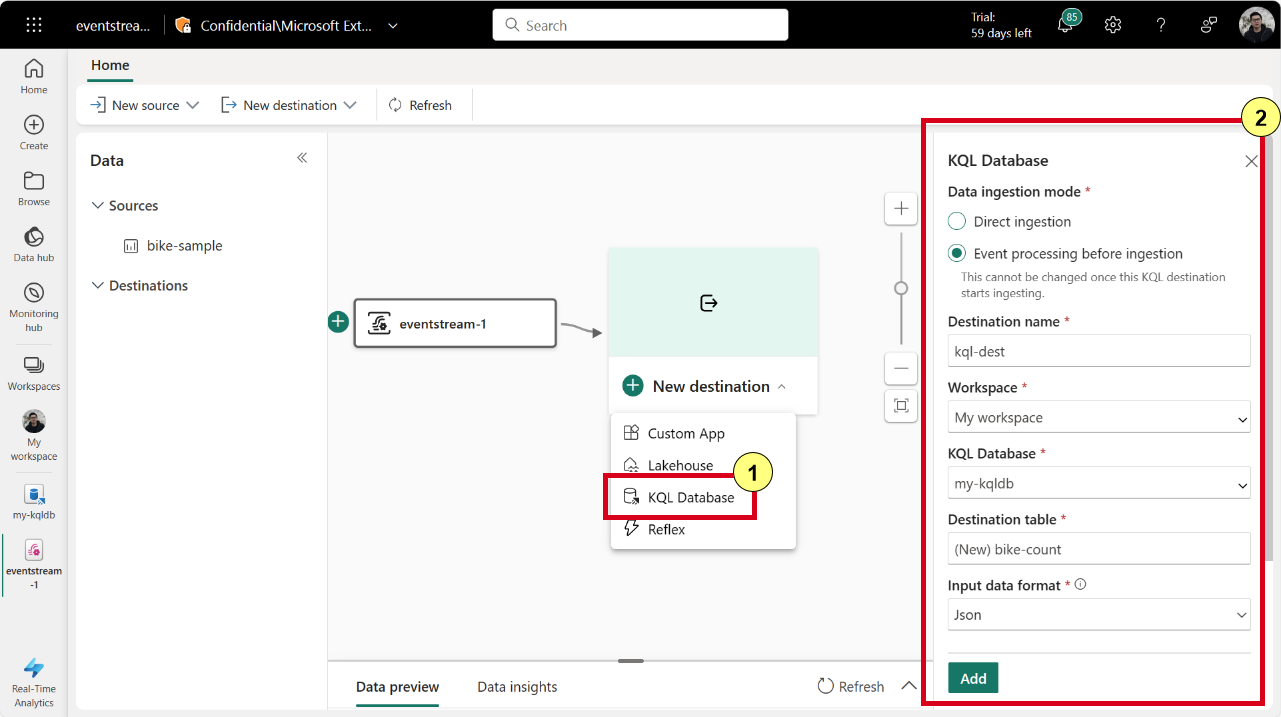 eventstrea...
Confidential\Microsoft Ext...
Search
Trial:
59 days left
85
?
Home
Create
Browse
Data hub
Monitoring
hub
Workspaces
My
workspace
my-kqldb
eventstream
-1
Real-Time
Analytics
Home
New source
New destination
Refresh
Data
Sources
bike-sample
Destinations
eventstream-1
New destination
Custom App
Lakehouse
1
KQL Database
Reflex
2
KQL Database
Data ingestion mode *
Direct ingestion
Event processing before ingestion
This cannot be changed once this KQL destination
starts ingesting.
Destination name *
kql-dest
Workspace *
My workspace
KQL Database *
my-kqldb
Destination table *
(New) bike-count
Input data format *
Json
Add
Data preview
Data insights
Refresh